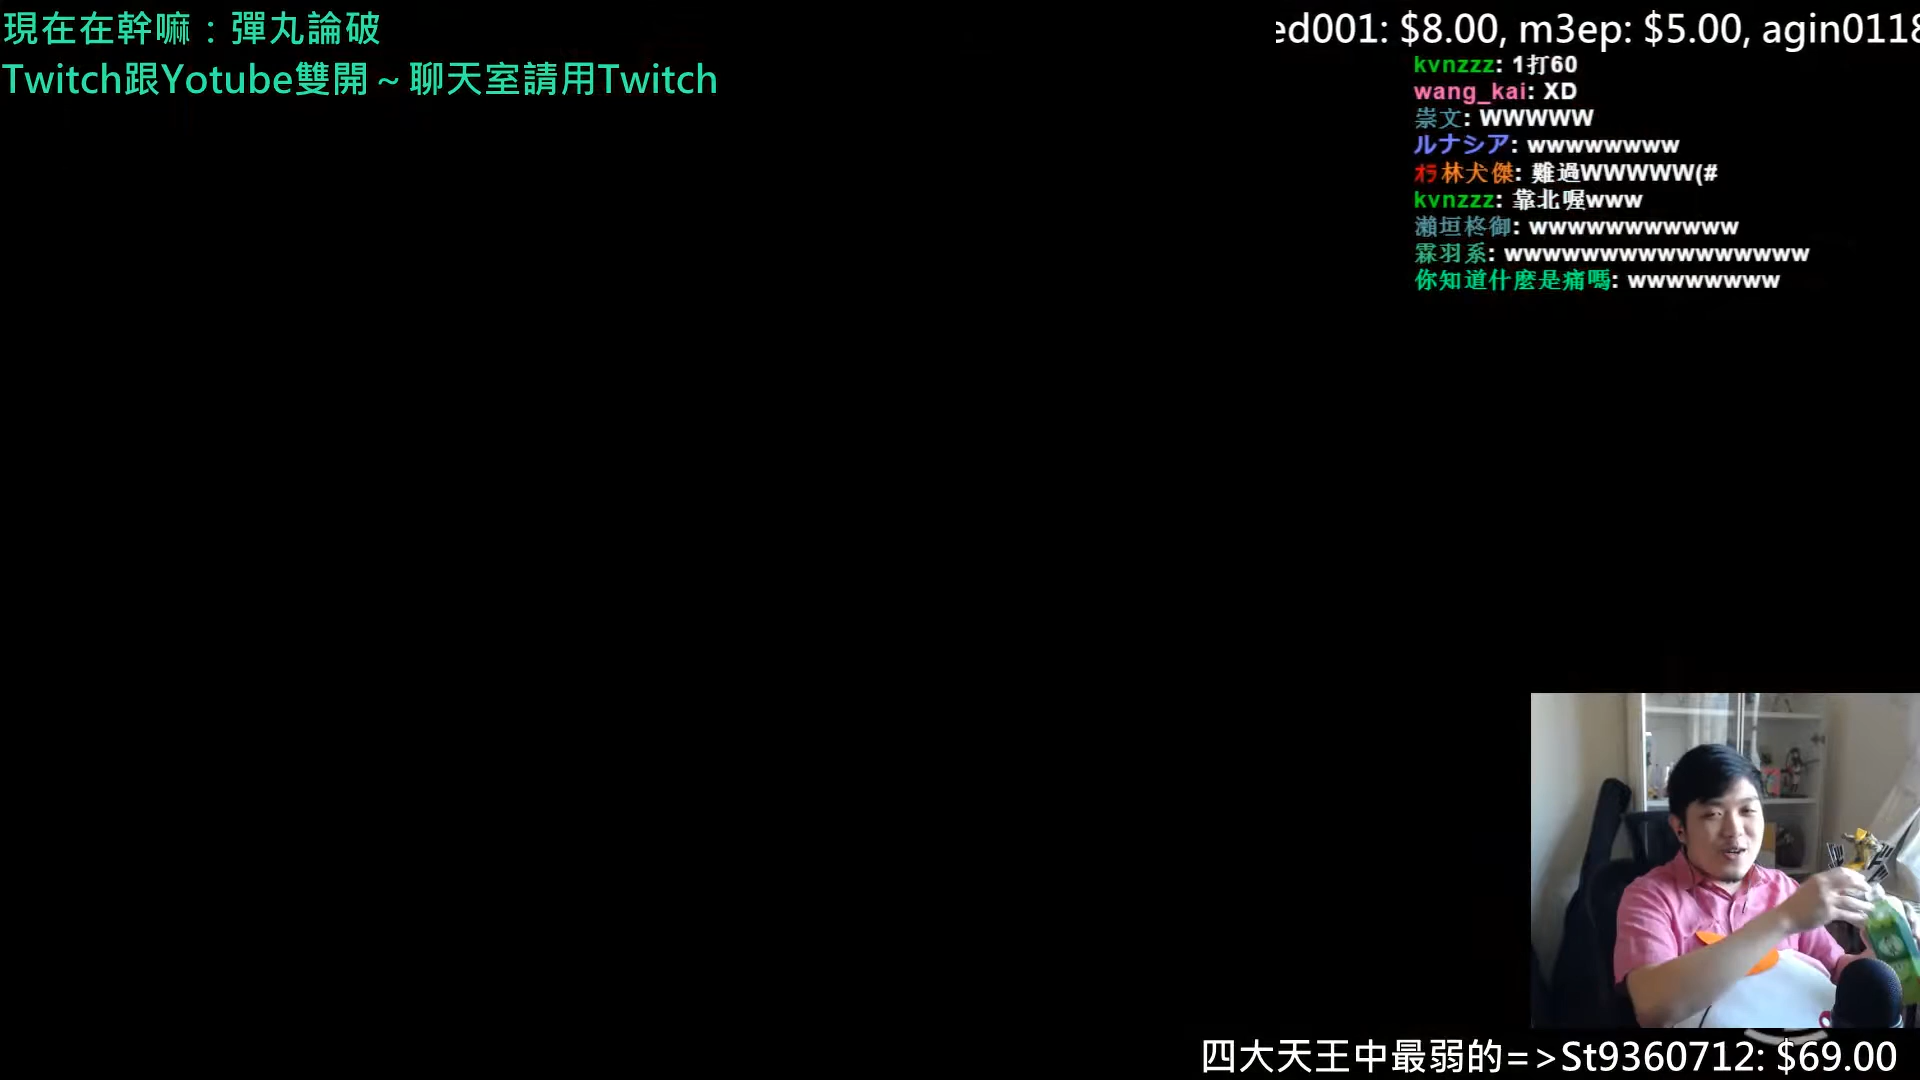 現在在幹嘛：彈丸論破
Twitch跟Yotube雙開～聊天室請用Twitch
ed001: $8.00, m3ep: $5.00, agin0118
kvnzzz: 1打60
wang_kai: XD
崇文: WWWWW
ルナシア: wwwwwwww
ｵﾗ林犬傑: 難過WWWWW(#
kvnzzz: 靠北喔www
瀨垣柊御: wwwwwwwwwww
霖羽系: wwwwwwwwwwwwwwww
你知道什麼是痛嗎: wwwwwwww
四大天王中最弱的=>St9360712: $69.00